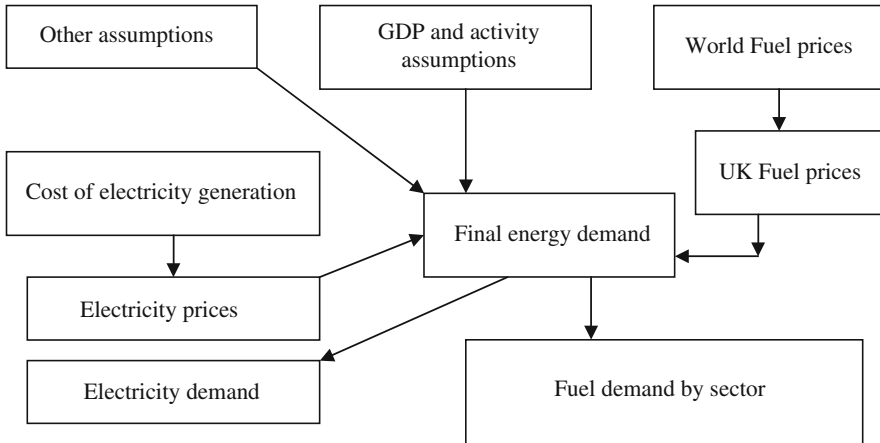 Other assumptions
GDP and activity
assumptions
World Fuel prices
Cost of electricity generation
UK Fuel prices
Final energy demand
Electricity prices
Electricity demand
Fuel demand by sector